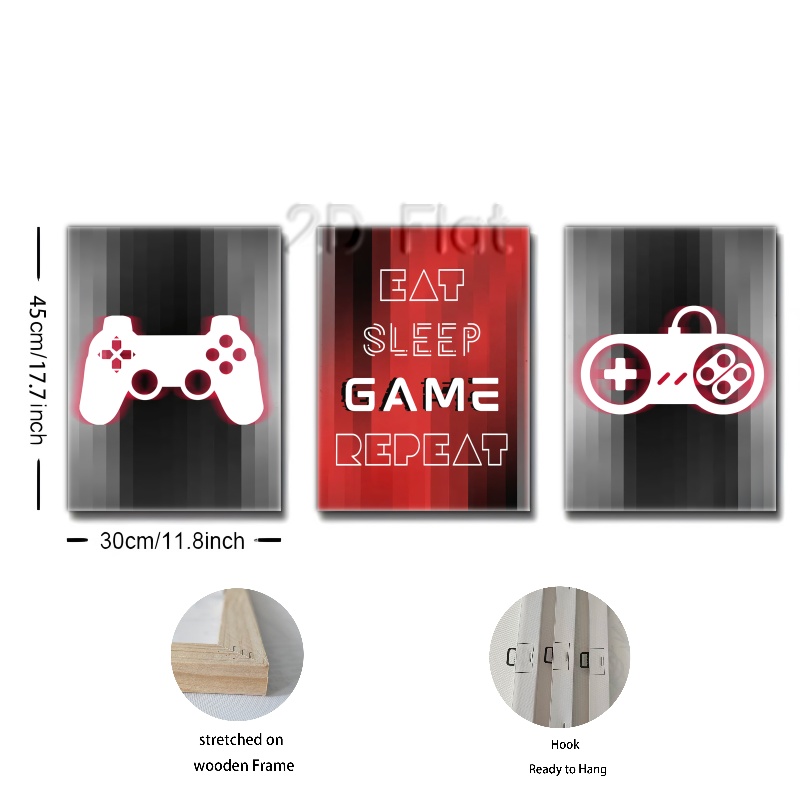 2D Flat
EAT
SLEEP
GAME
REPEAT
45cm/17.7inch
30cm/11.8inch
stretched on
wooden Frame
Hook
Ready to Hang